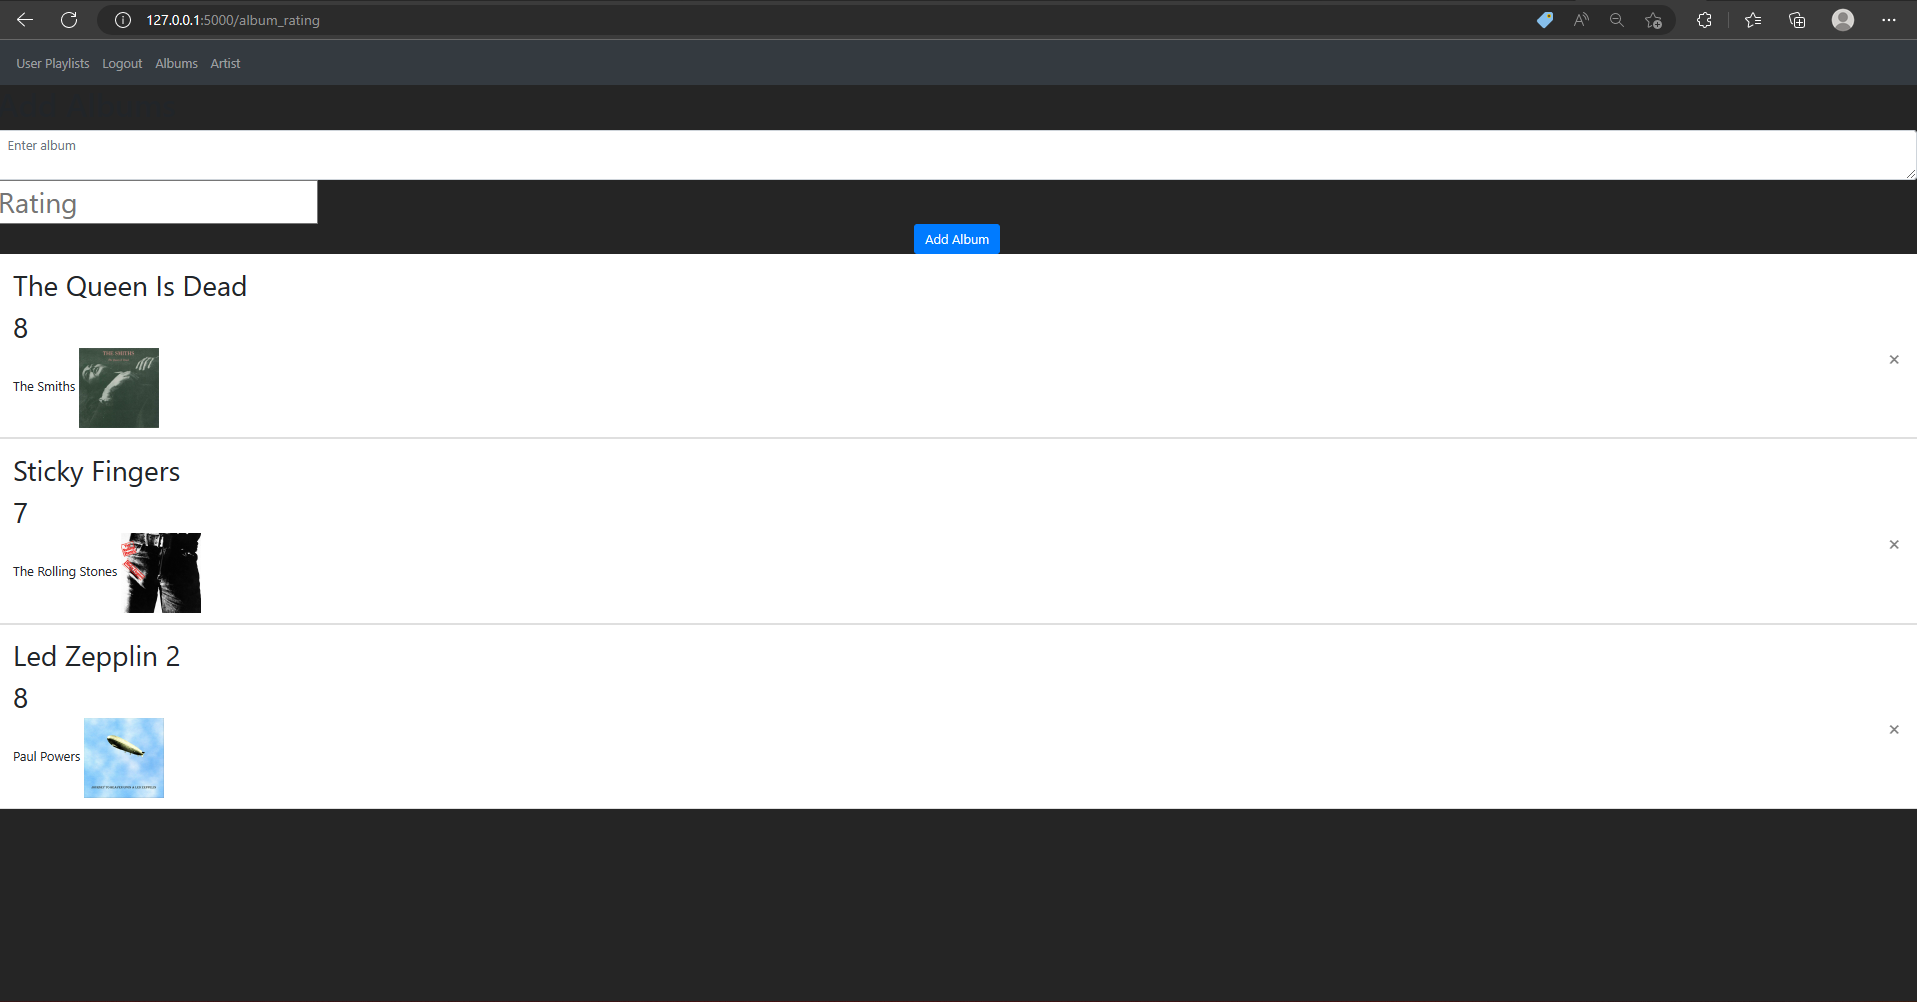 127.0.0.1:5000/album_rating
User Playlists Logout Albums Artist
Enter album
Rating
Add Album
The Queen Is Dead
8
The Smiths
THE SMITHS
×
Sticky Fingers
7
The Rolling Stones
×
Led Zepplin 2
8
Paul Powers
×